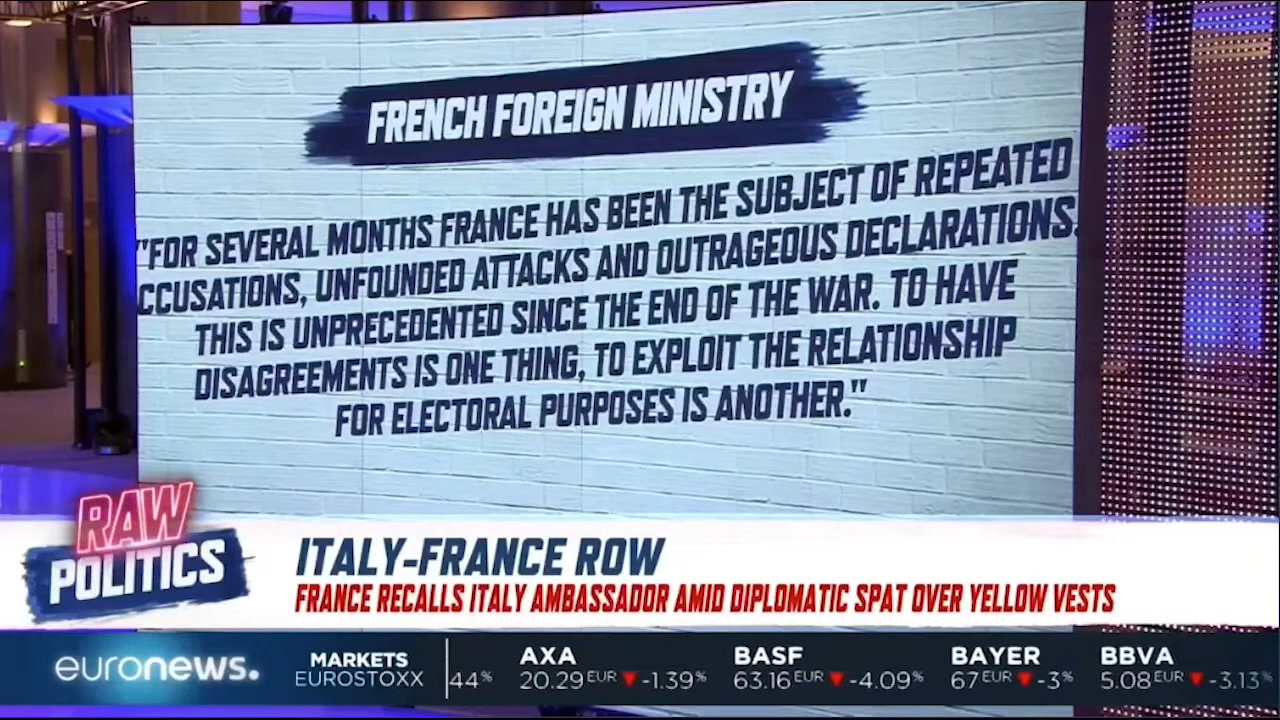 FRENCH FOREIGN MINISTRY
"FOR SEVERAL MONTHS FRANCE HAS BEEN THE SUBJECT OF REPEATED
CCUSATIONS, UNFOUNDED ATTACKS AND OUTRAGEOUS DECLARATIONS.
THIS IS UNPRECEDENTED SINCE THE END OF THE WAR. TO HAVE
DISAGREEMENTS IS ONE THING, TO EXPLOIT THE RELATIONSHIP
FOR ELECTORAL PURPOSES IS ANOTHER."
RAW
POLITICS
ITALY-FRANCE ROW
FRANCE RECALLS ITALY AMBASSADOR AMID DIPLOMATIC SPAT OVER YELLOW VESTS
euronews.
MARKETS
EUROSTOXX
44%
AXA
20.29 EUR ▼ -1.39%
BASF
63.16 EUR ▼ -4.09%
BAYER
67 EUR ▼ -3%
BBVA
5.08 EUR ▼ -3.13%